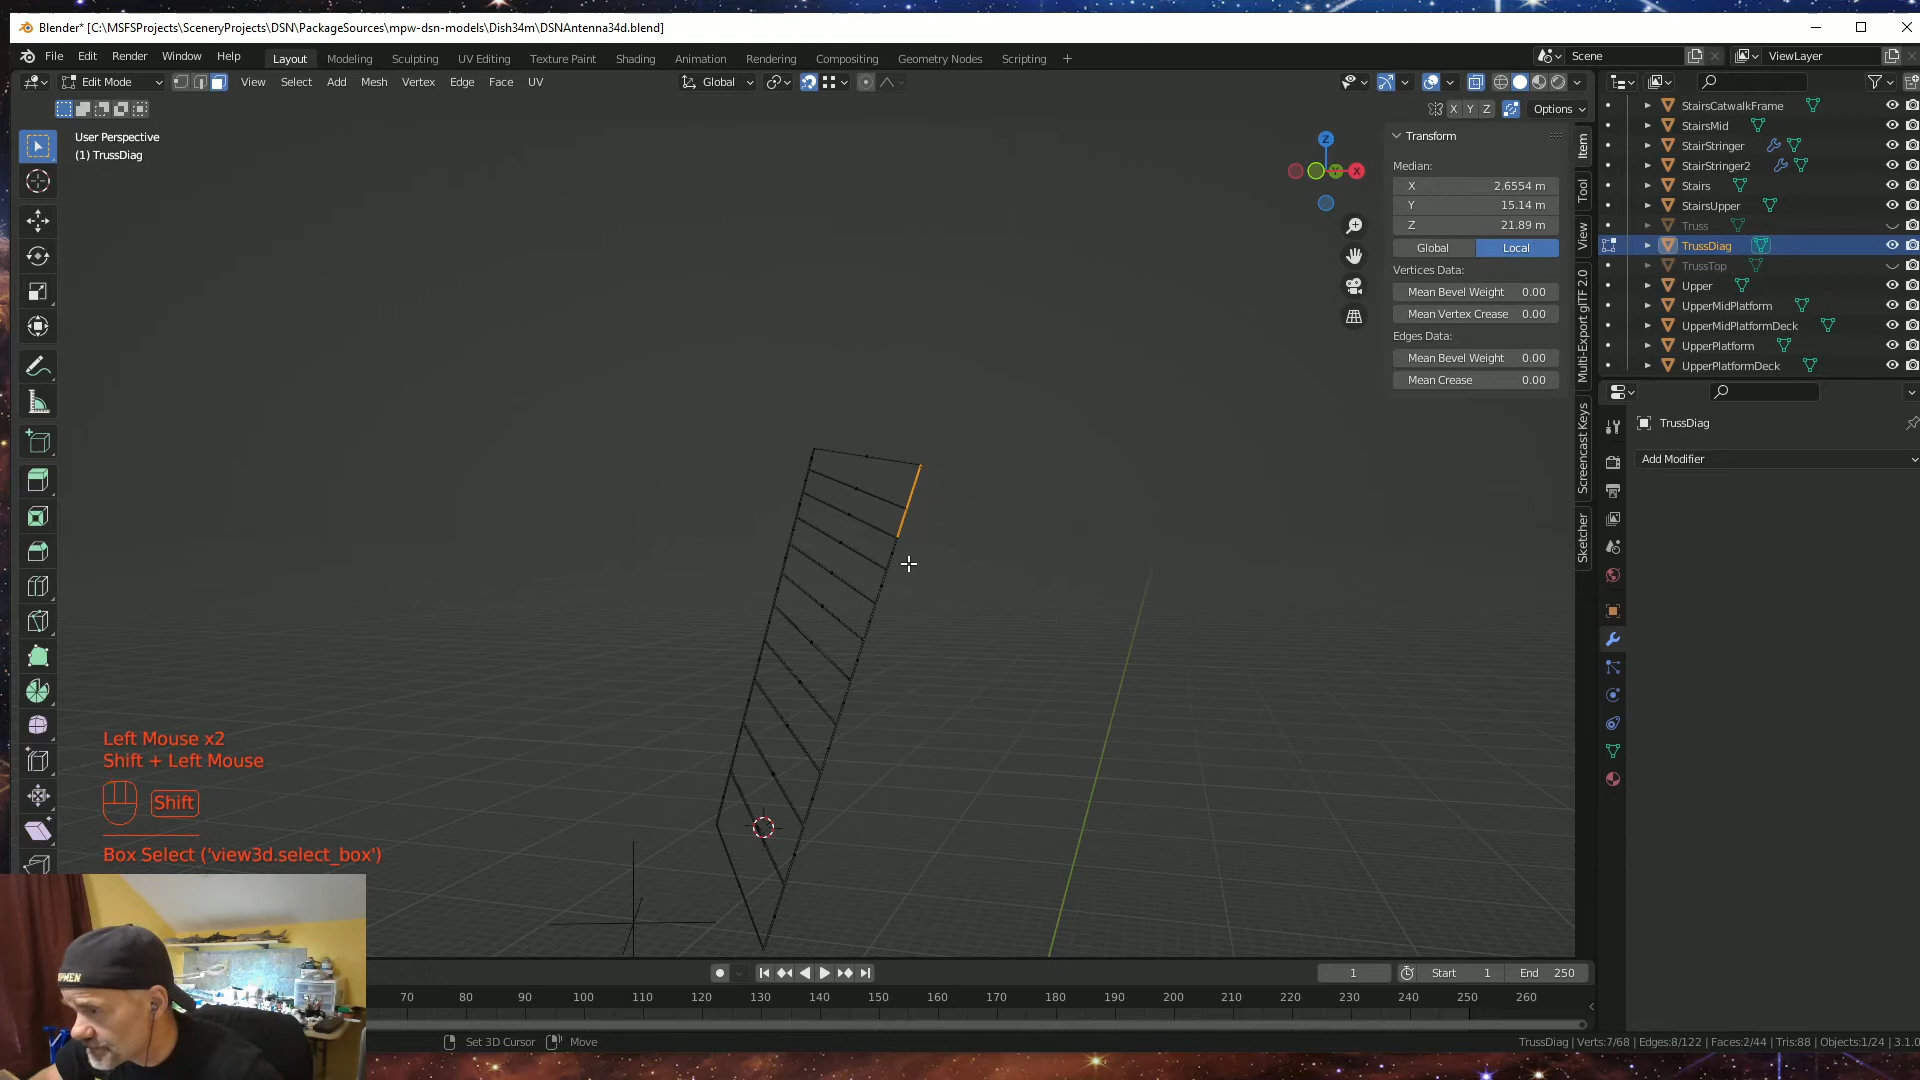 Blender* [C:\MSFSProjects\SceneryProjects\DSN\PackageSources\mpw-dsn-models\Dish34m\DSNAntenna34d.blend]
File Edit Render Window Help Layout Modeling Sculpting UV Editing Texture Paint Shading Animation Rendering Compositing Geometry Nodes Scripting + Scene ViewLayer
Edit Mode View Select Add Mesh Vertex Edge Face UV Global
X Y Z Options
User Perspective
(1) TrussDiag
Z
Y
X
Transform
Median:
X 2.6554 m
Y 15.14 m
Z 21.89 m
Global Local
Vertices Data:
Mean Bevel Weight 0.00
Mean Vertex Crease 0.00
Edges Data:
Mean Bevel Weight 0.00
Mean Crease 0.00
Item
Tool
View
Multi-Export glTF 2.0
Screencast Keys
Sketcher
StairsCatwalkFrame
StairsMid
StairStringer
StairStringer2
Stairs
StairsUpper
Truss
TrussDiag
TrussTop
Upper
UpperMidPlatform
UpperMidPlatformDeck
UpperPlatform
UpperPlatformDeck
TrussDiag
Add Modifier
Left Mouse x2
Shift + Left Mouse
Shift
Box Select ('view3d.select_box')
1 Start 1 End 250
70 80 90 100 110 120 130 140 150 160 170 180 190 200 210 220 230 240 250 260
Set 3D Cursor Move
TrussDiag | Verts:7/68 | Edges:8/122 | Faces:2/44 | Tris:88 | Objects:1/24 | 3.1.0